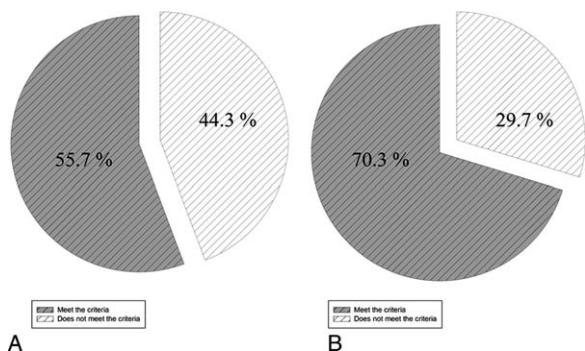 44.3 %
55.7 %
Meet the criteria
Does not meet the criteria
A
29.7 %
70.3 %
Meet the criteria
Does not meet the criteria
B